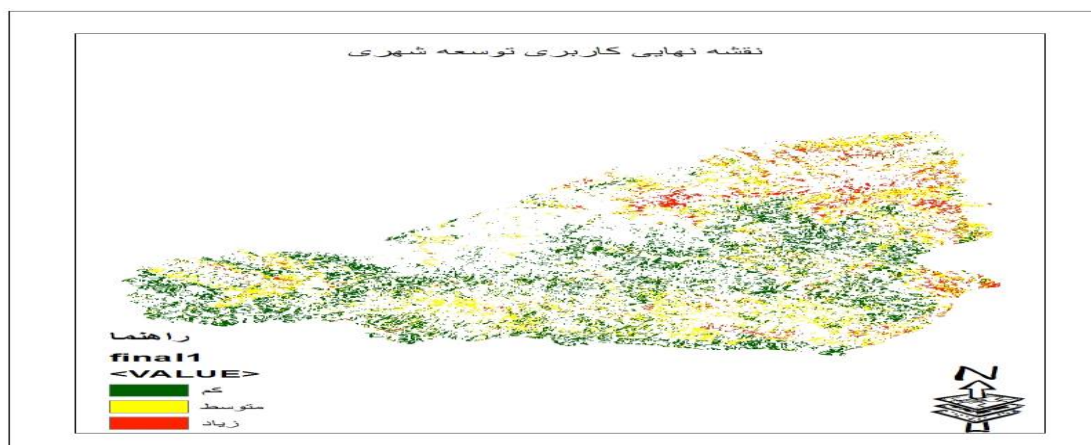 نقشه نهایی کاربری توسعه شهری
راهنما
final1
<VALUE>
کم
متوسط
زیاد
N